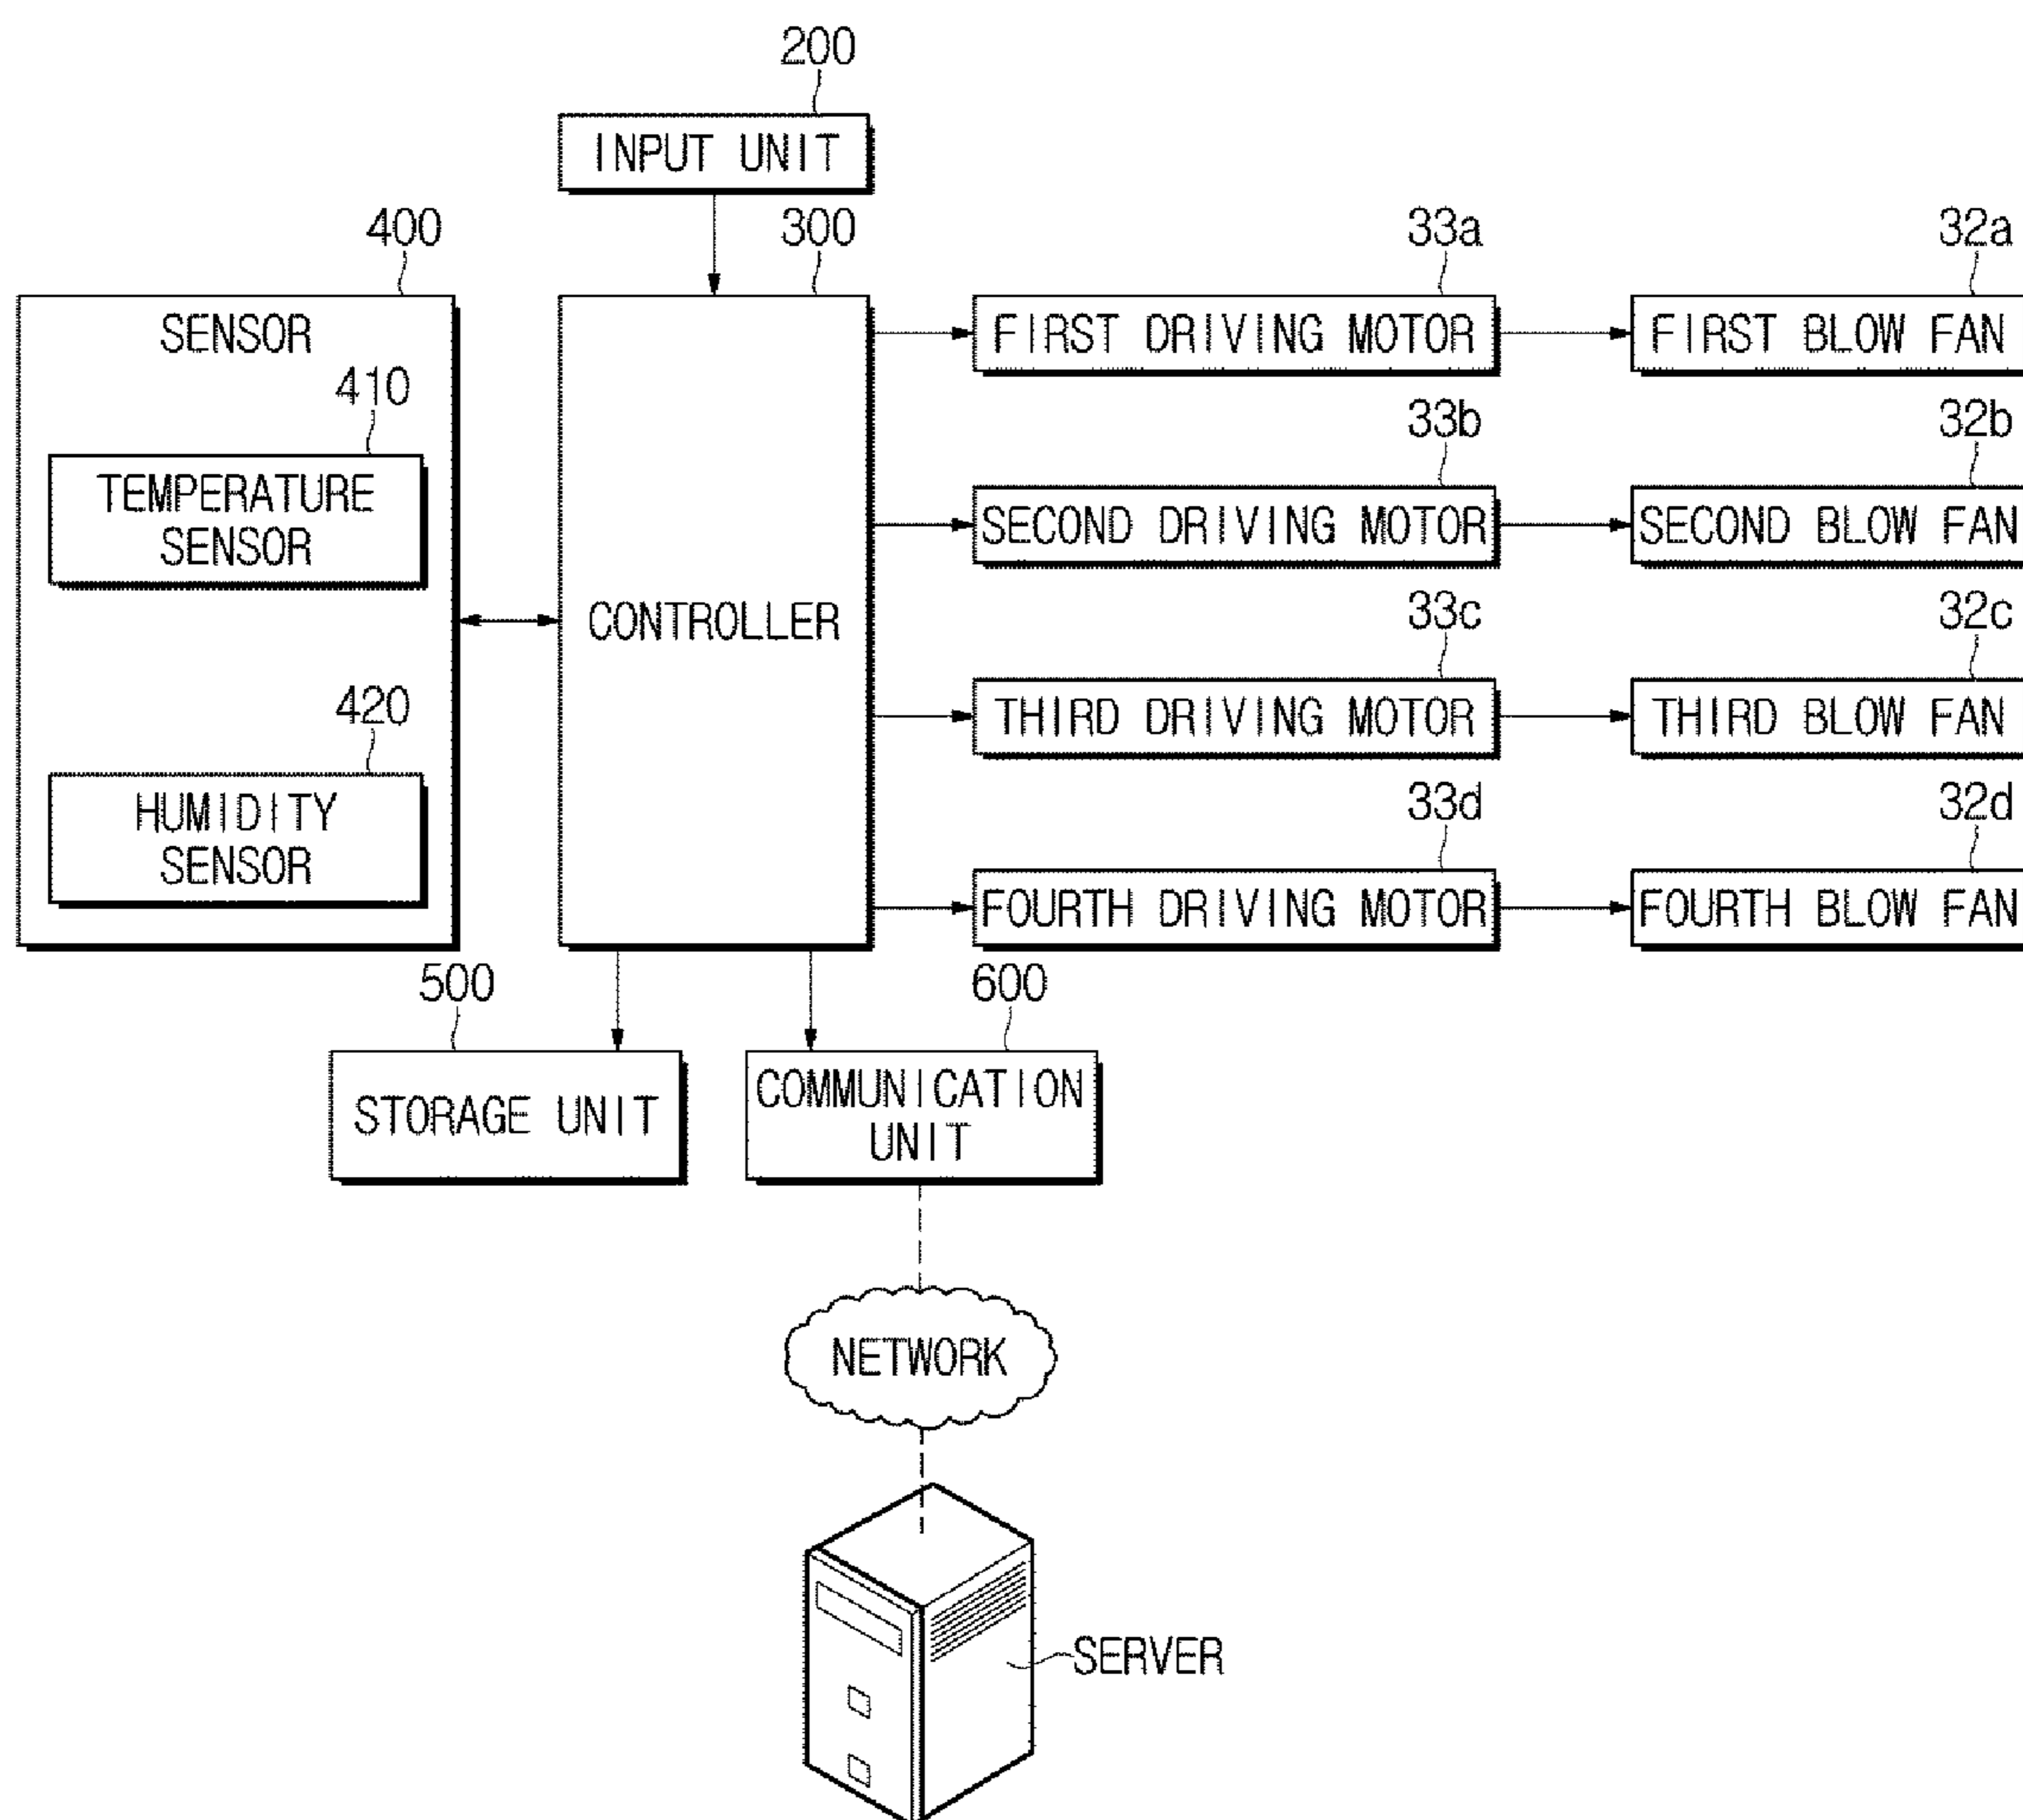 200
INPUT UNIT
400
300
33a
32a
SENSOR
FIRST DRIVING MOTOR
FIRST BLOW FAN
410
33b
32b
TEMPERATURE
SENSOR
SECOND DRIVING MOTOR
SECOND BLOW FAN
CONTROLLER
33c
32c
THIRD DRIVING MOTOR
THIRD BLOW FAN
420
33d
32d
HUMIDITY
SENSOR
FOURTH DRIVING MOTOR
FOURTH BLOW FAN
500
600
STORAGE UNIT
COMMUNICATION
UNIT
NETWORK
SERVER